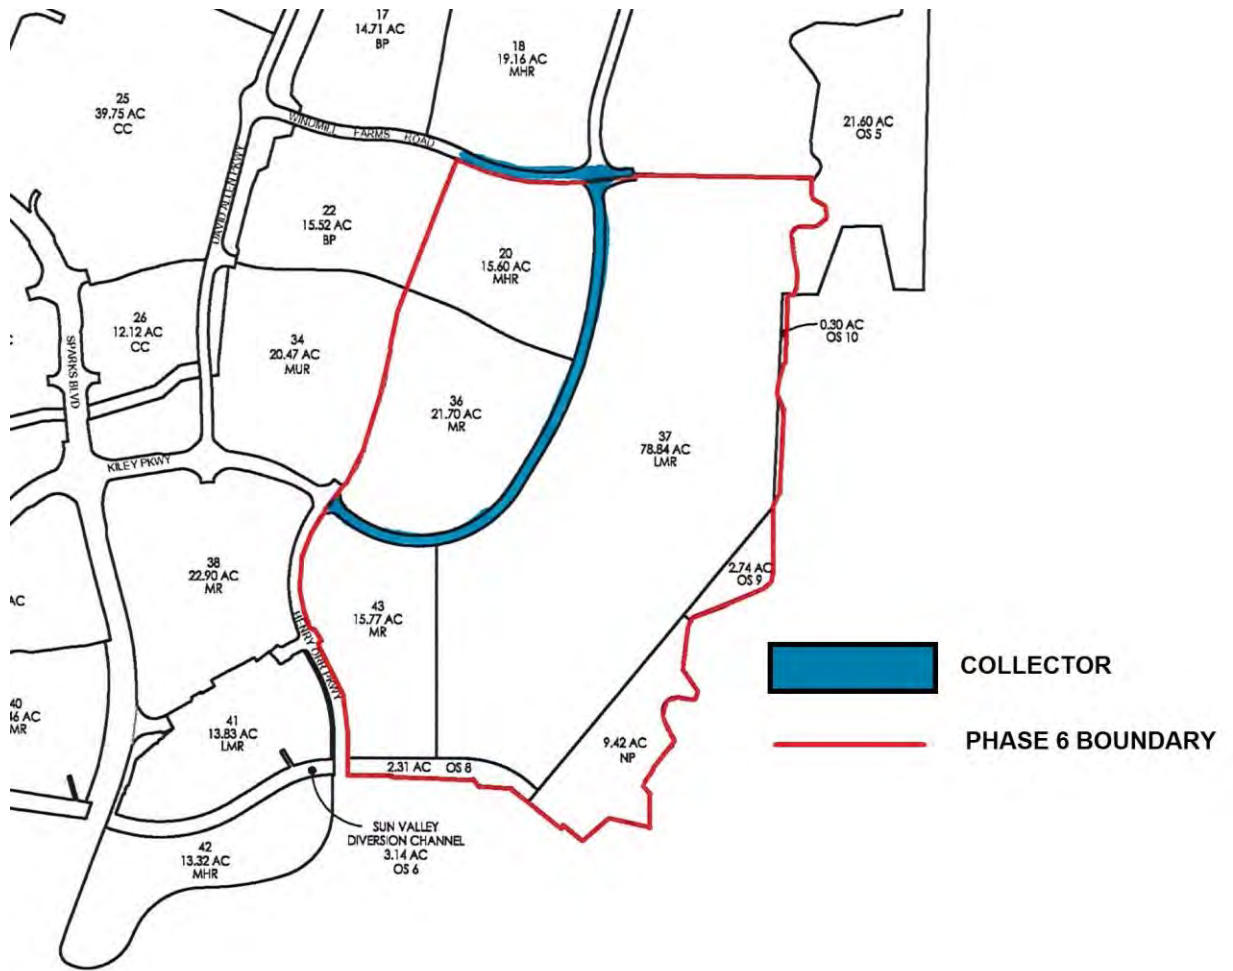 17
14.71 AC
BP
18
19.16 AC
MHR
25
39.75 AC
CC
21.60 AC
OS 5
WINDMILL FARMS ROAD
22
15.52 AC
BP
20
15.60 AC
MHR
26
12.12 AC
CC
34
20.47 AC
MUR
0.30 AC
OS 10
SPARKS BLVD
36
21.70 AC
MR
37
78.84 AC
LMR
KILEY PKWY
38
22.90 AC
MR
2.74 AC
OS 9
AC
43
15.77 AC
MR
HENRY ORR PKWY
COLLECTOR
40
46 AC
MR
41
13.83 AC
LMR
9.42 AC
NP
PHASE 6 BOUNDARY
2.31 AC OS 8
SUN VALLEY
DIVERSION CHANNEL
3.14 AC
OS 6
42
13.32 AC
MHR